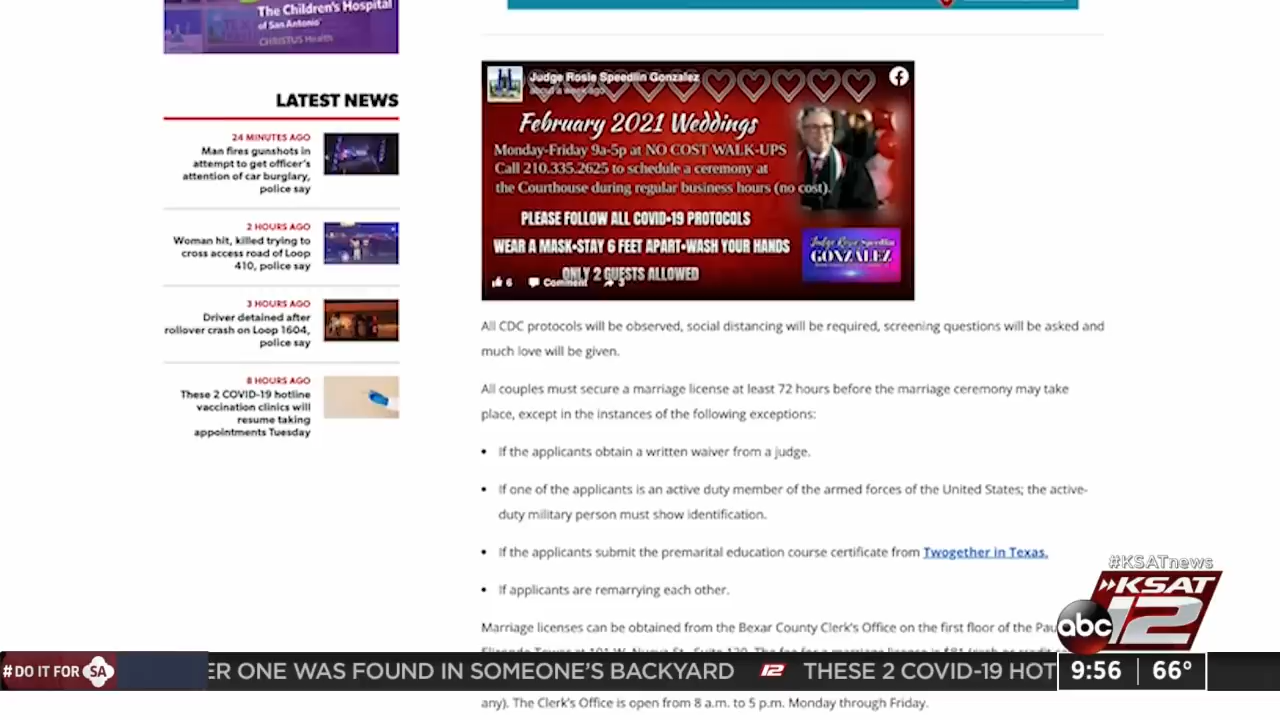 The Children's Hospital
of San Antonio
CHRISTUS Health
LATEST NEWS
24 MINUTES AGO
Man fires gunshots in
attempt to get officer's
attention of car burglary,
police say
2 HOURS AGO
Woman hit, killed trying to
cross access road of Loop
410, police say
3 HOURS AGO
Driver detained after
rollover crash on Loop 1604,
police say
8 HOURS AGO
These 2 COVID-19 hotline
vaccination clinics will
resume taking
appointments Tuesday
Judge Rosie Speedlin Gonzalez
about a week ago
February 2021 Weddings
Monday-Friday 9a-5p at NO COST WALK-UPS
Call 210.335.2625 to schedule a ceremony at
the Courthouse during regular business hours (no cost).
PLEASE FOLLOW ALL COVID•19 PROTOCOLS
WEAR A MASK•STAY 6 FEET APART•WASH YOUR HANDS
ONLY 2 GUESTS ALLOWED
6 Comment 3
Judge Rosie Speedlin
GONZALEZ
All CDC protocols will be observed, social distancing will be required, screening questions will be asked and
much love will be given.
All couples must secure a marriage license at least 72 hours before the marriage ceremony may take
place, except in the instances of the following exceptions:
• If the applicants obtain a written waiver from a judge.
• If one of the applicants is an active duty member of the armed forces of the United States; the active-
duty military person must show identification.
• If the applicants submit the premarital education course certificate from Twogether in Texas.
• If applicants are remarrying each other.
Marriage licenses can be obtained from the Bexar County Clerk's Office on the first floor of the Pau
any). The Clerk's Office is open from 8 a.m. to 5 p.m. Monday through Friday.
#KSATnews
KSAT
abc 12
#DO IT FOR SA
ER ONE WAS FOUND IN SOMEONE'S BACKYARD 12 THESE 2 COVID-19 HOT
9:56 66°